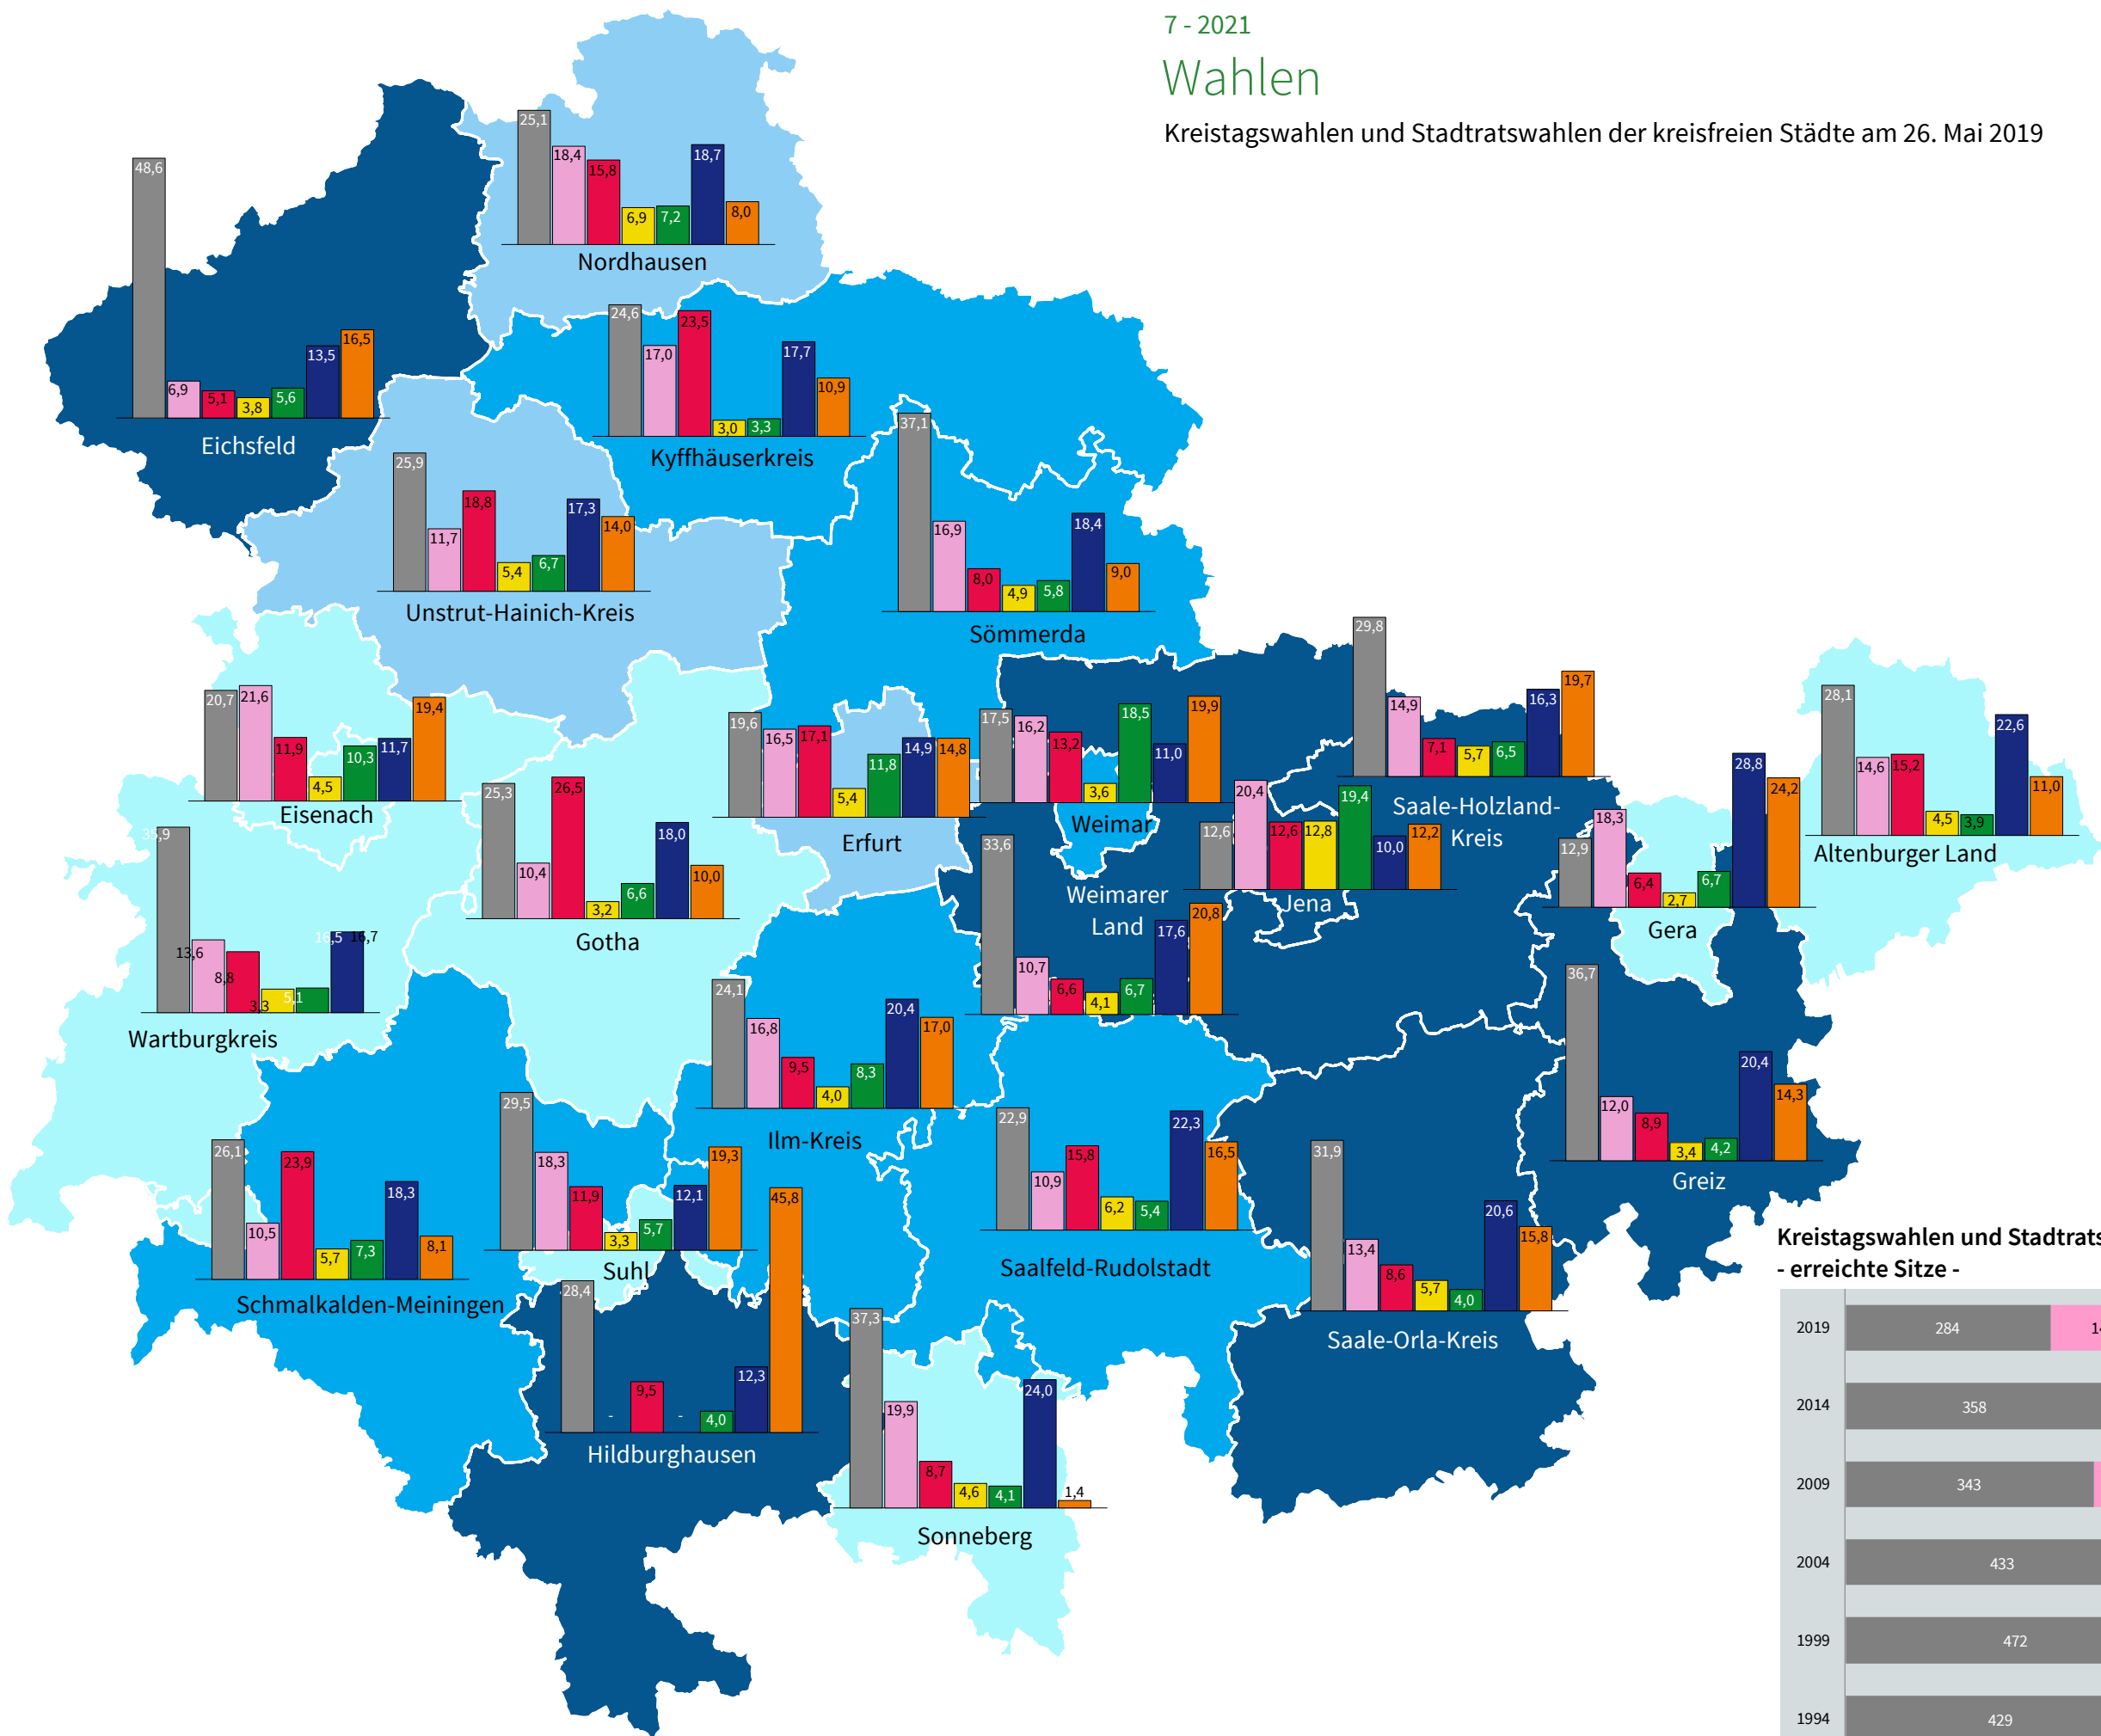 7 - 2021
Wahlen
Kreistagswahlen und Stadtratswahlen der kreisfreien Städte am 26. Mai 2019
25,1 18,4 15,8 6,9 7,2 18,7 8,0
Nordhausen
48,6 6,9 5,1 3,8 5,6 13,5 16,5
Eichsfeld
24,6 17,0 23,5 3,0 3,3 17,7 10,9
Kyffhäuserkreis
25,9 11,7 18,8 5,4 6,7 17,3 14,0
Unstrut-Hainich-Kreis
37,1 16,9 8,0 4,9 5,8 18,4 9,0
Sömmerda
20,7 21,6 11,9 4,5 10,3 11,7 19,4
Eisenach
19,6 16,5 17,1 5,4 11,8 14,9 14,8
Erfurt
17,5 16,2 13,2 3,6 18,5 11,0 19,9
Weimar
29,8 14,9 7,1 5,7 6,5 16,3 19,7
Saale-Holzland-
Kreis
28,1 14,6 15,2 4,5 3,9 22,6 11,0
Altenburger Land
25,3 10,4 26,5 3,2 6,6 18,0 10,0
Gotha
12,6 20,4 12,6 12,8 19,4 10,0 12,2
Jena
12,9 18,3 6,4 2,7 6,7 28,8 24,2
Gera
35,9 13,6 8,8 3,3 5,1 16,5 16,7
Wartburgkreis
33,6 10,7 6,6 4,1 6,7 17,6 20,8
Weimarer
Land
24,1 16,8 9,5 4,0 8,3 20,4 17,0
Ilm-Kreis
36,7 12,0 8,9 3,4 4,2 20,4 14,3
Greiz
26,1 10,5 23,9 5,7 7,3 18,3 8,1
Schmalkalden-Meiningen
29,5 18,3 11,9 3,3 5,7 12,1 19,3
Suhl
22,9 10,9 15,8 6,2 5,4 22,3 16,5
Saalfeld-Rudolstadt
31,9 13,4 8,6 5,7 4,0 20,6 15,8
Saale-Orla-Kreis
28,4 - 9,5 - 4,0 12,3 45,8
Hildburghausen
37,3 19,9 8,7 4,6 4,1 24,0 1,4
Sonneberg
Kreistagswahlen und Stadtrats
- erreichte Sitze -
2019 284
2014 358
2009 343
2004 433
1999 472
1994 429